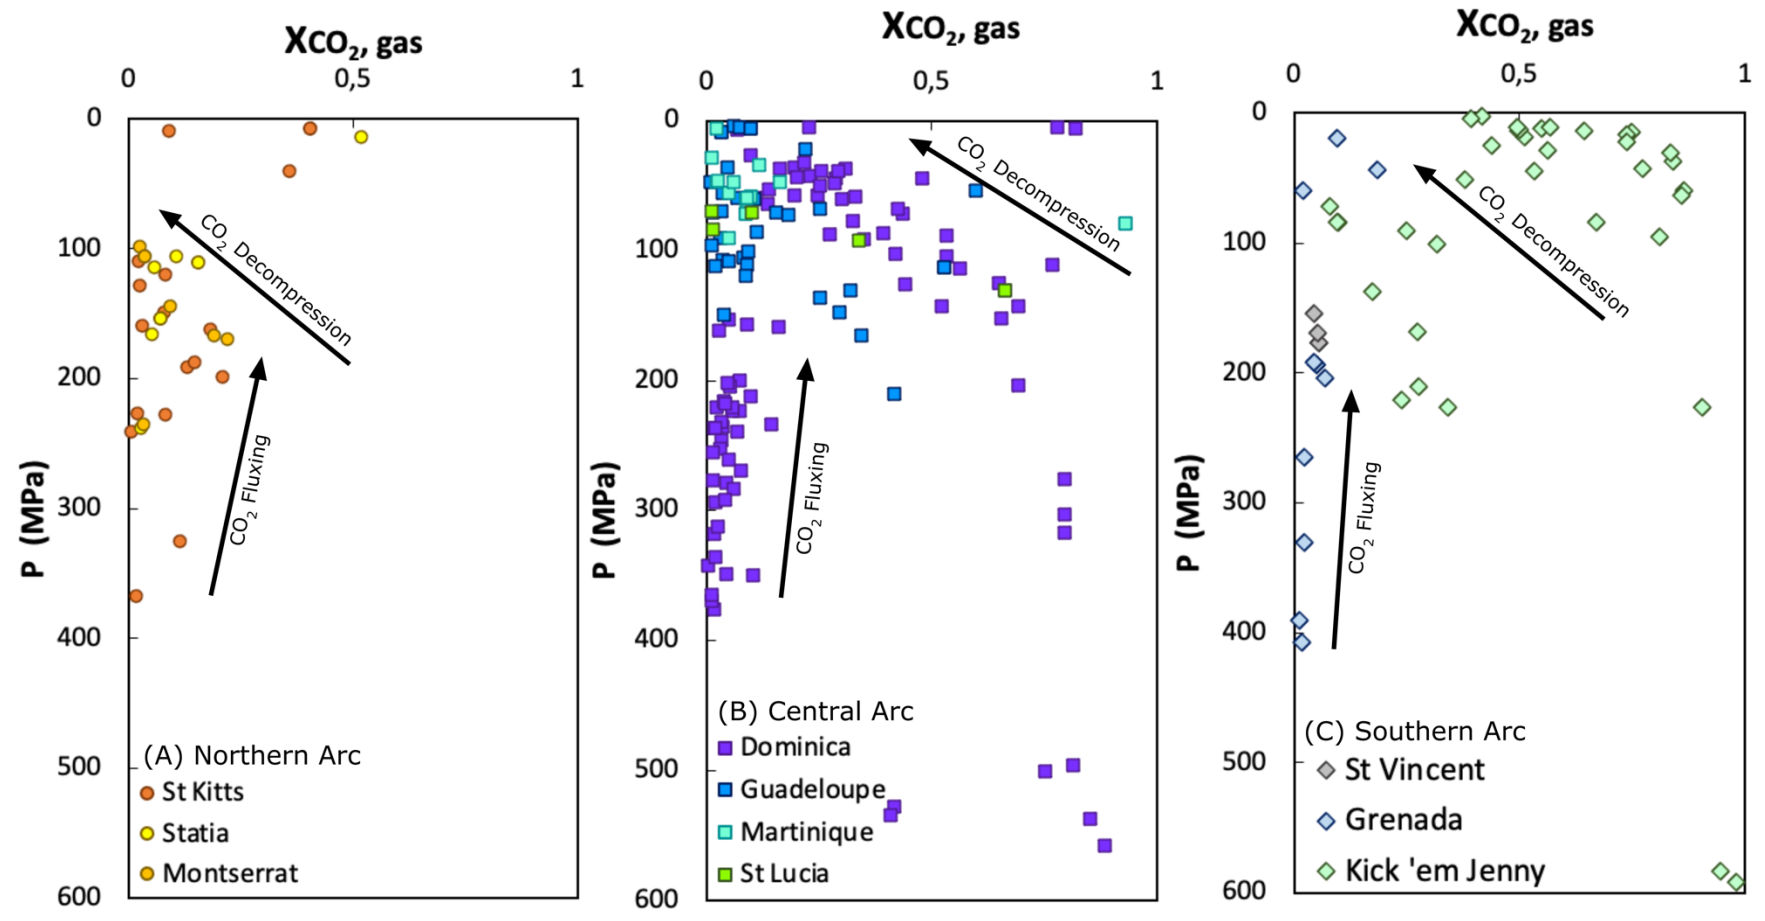 XCO₂, gas
0 0,5 1
0
100
200
300
400
500
600
P (MPa)
CO₂ Decompression
CO₂ Fluxing
(A) Northern Arc
St Kitts
Statia
Montserrat
XCO₂, gas
0 0,5 1
0
100
200
300
400
500
600
P (MPa)
CO₂ Decompression
CO₂ Fluxing
(B) Central Arc
Dominica
Guadeloupe
Martinique
St Lucia
XCO₂, gas
0 0,5 1
0
100
200
300
400
500
600
P (MPa)
CO₂ Decompression
CO₂ Fluxing
(C) Southern Arc
St Vincent
Grenada
Kick 'em Jenny